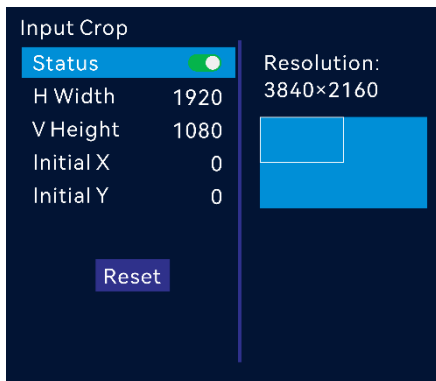 Input Crop
Status
H Width 1920
V Height 1080
Initial X 0
Initial Y 0
Reset
Resolution:
3840×2160